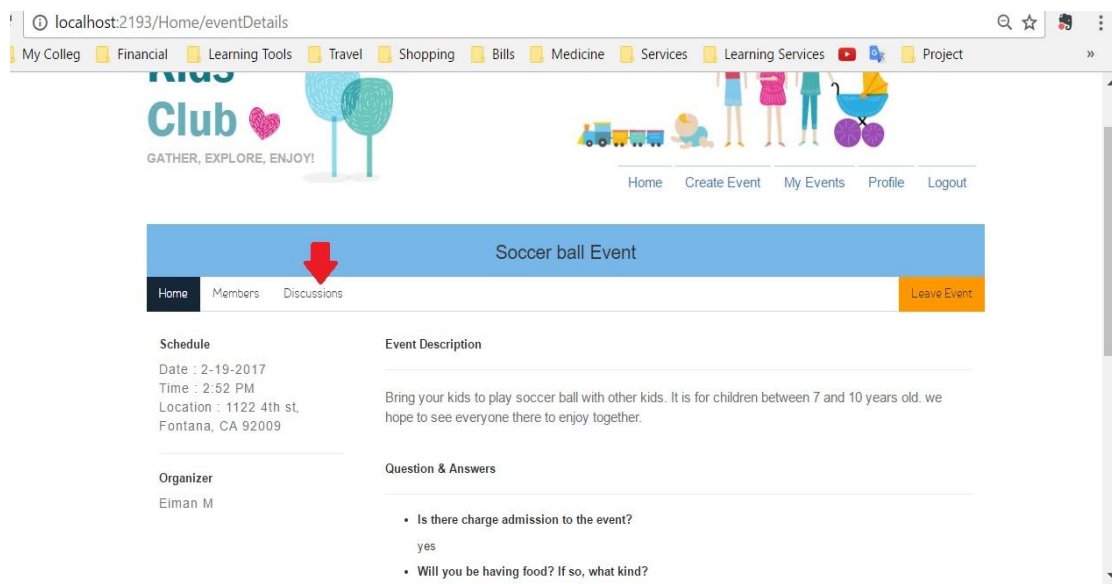 localhost:2193/Home/eventDetails
My Colleg Financial Learning Tools Travel Shopping Bills Medicine Services Learning Services Project »
Kids
Club
GATHER, EXPLORE, ENJOY!
Home Create Event My Events Profile Logout
Soccer ball Event
Home Members Discussions Leave Event
Schedule
Date : 2-19-2017
Time : 2:52 PM
Location : 1122 4th st,
Fontana, CA 92009
Organizer
Eiman M
Event Description
Bring your kids to play soccer ball with other kids. It is for children between 7 and 10 years old. we
hope to see everyone there to enjoy together.
Question & Answers
• Is there charge admission to the event?
yes
• Will you be having food? If so, what kind?